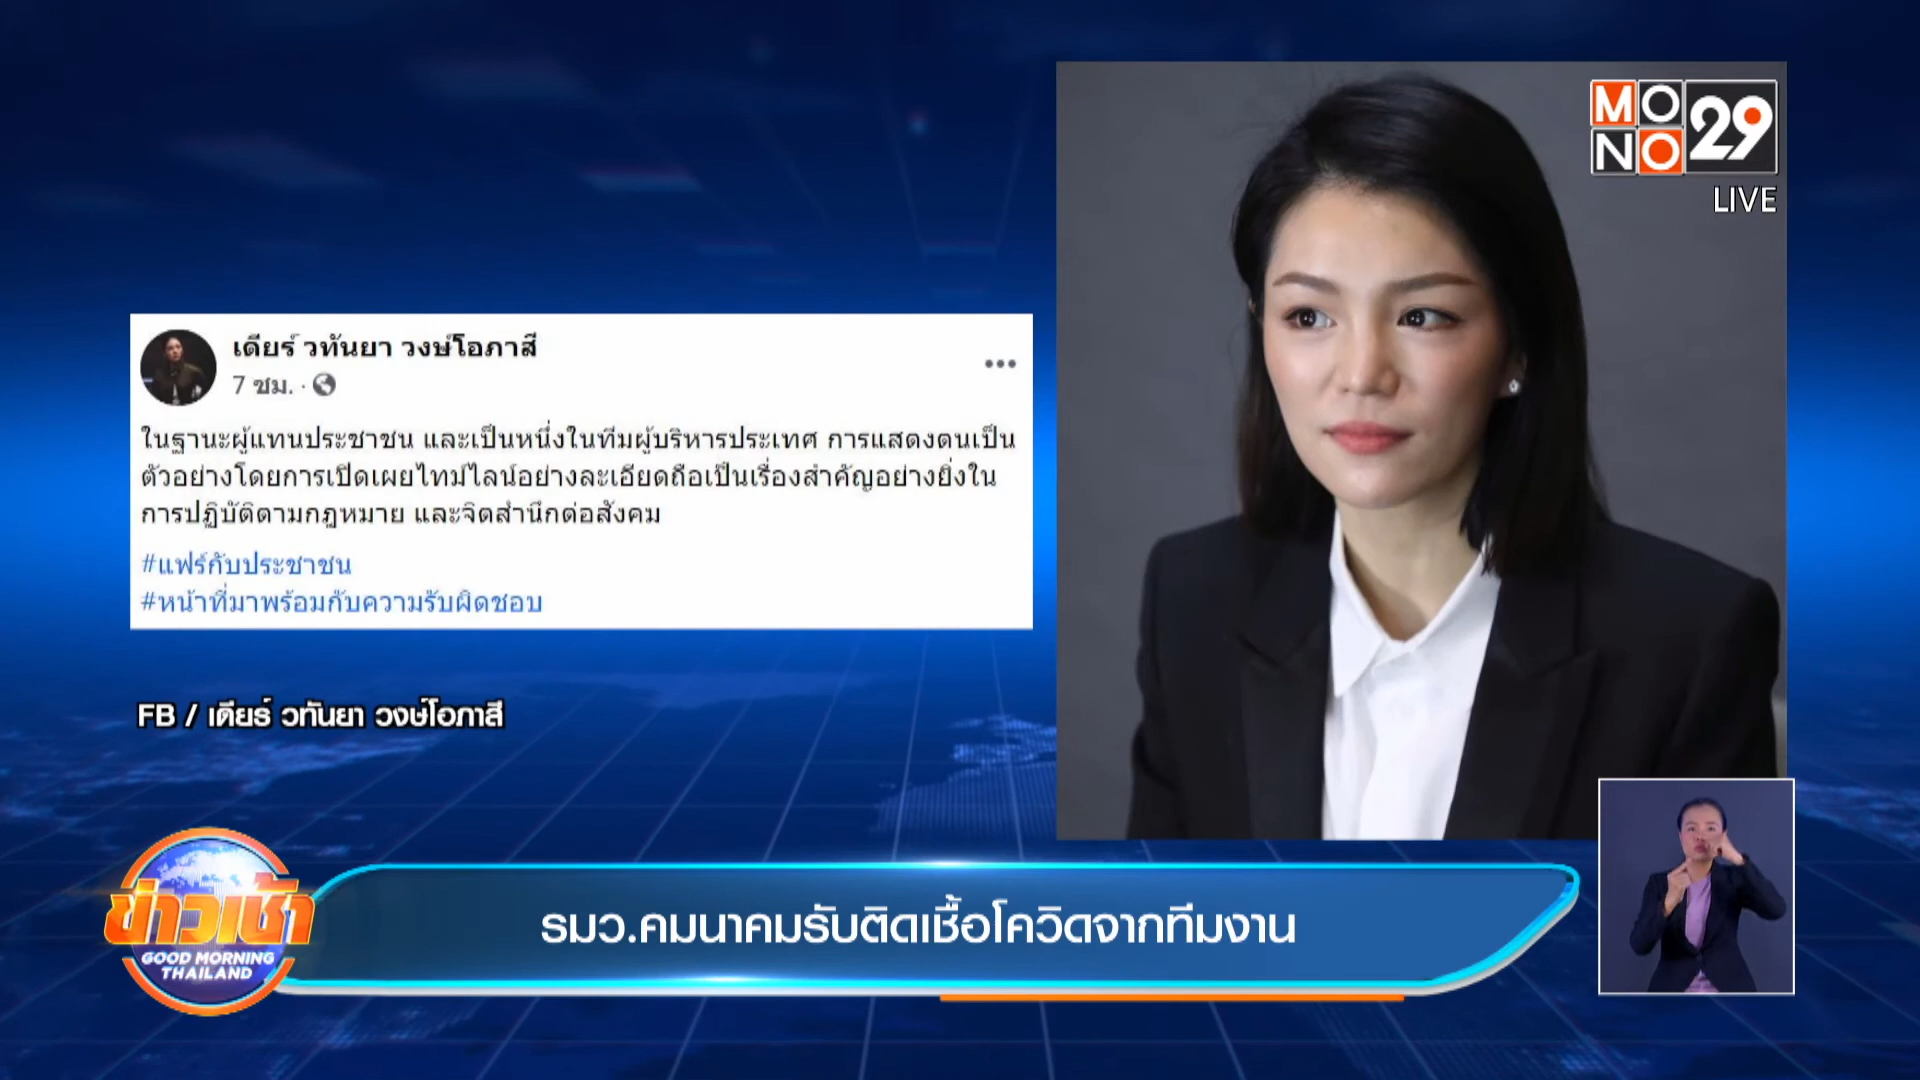 MONO 29
LIVE
เดียร์ วทันยา วงษ์โอภาสี
7 ชม. ·
ในฐานะผู้แทนประชาชน และเป็นหนึ่งในทีมผู้บริหารประเทศ การแสดงตนเป็น
ตัวอย่างโดยการเปิดเผยไทม์ไลน์อย่างละเอียดถือเป็นเรื่องสำคัญอย่างยิ่งใน
การปฏิบัติตามกฎหมาย และจิตสำนึกต่อสังคม
#แฟร์กับประชาชน
#หน้าที่มาพร้อมกับความรับผิดชอบ
FB / เดียร์ วทันยา วงษ์โอภาสี
ข่าวเช้า
GOOD MORNING
THAILAND
รมว.คมนาคมรับติดเชื้อโควิดจากทีมงาน